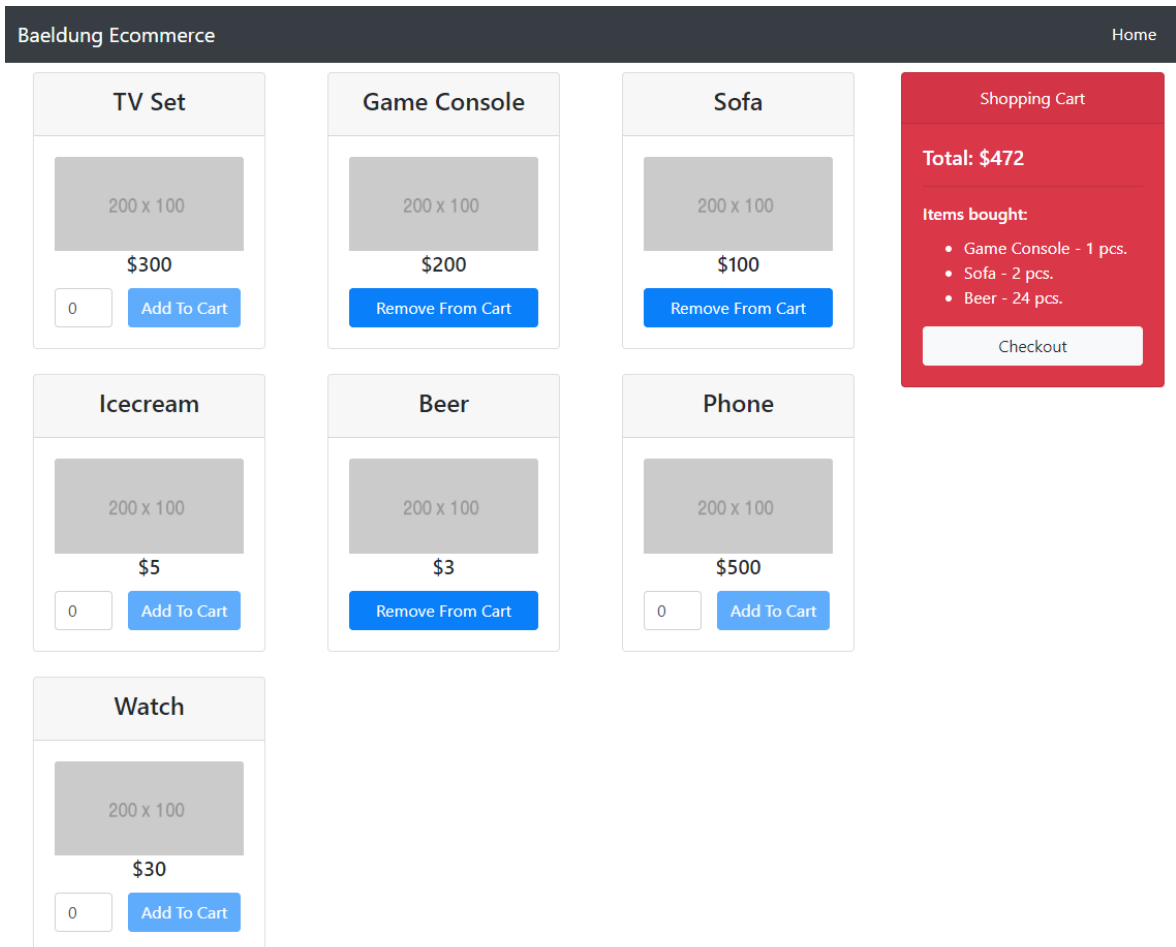 Baeldung Ecommerce
Home
TV Set
200 x 100
$300
0
Add To Cart
Game Console
200 x 100
$200
Remove From Cart
Sofa
200 x 100
$100
Remove From Cart
Shopping Cart
Total: $472
Items bought:
Game Console - 1 pcs.
Sofa - 2 pcs.
Beer - 24 pcs.
Checkout
Icecream
200 x 100
$5
0
Add To Cart
Beer
200 x 100
$3
Remove From Cart
Phone
200 x 100
$500
0
Add To Cart
Watch
200 x 100
$30
0
Add To Cart